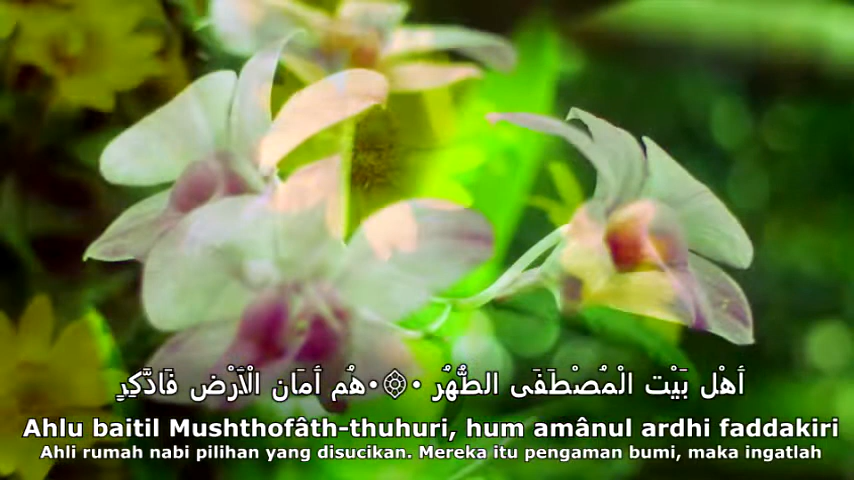 أَهْلِ بَيْتِ الْمُصْطَفَى الطُّهُرِ •۞• هُمْ أَمَانُ الْأَرْضِ فَادَّكِرِ
Ahlu baitil Mushthofâth-thuhuri, hum amânul ardhi faddakiri
Ahli rumah nabi pilihan yang disucikan. Mereka itu pengaman bumi, maka ingatlah